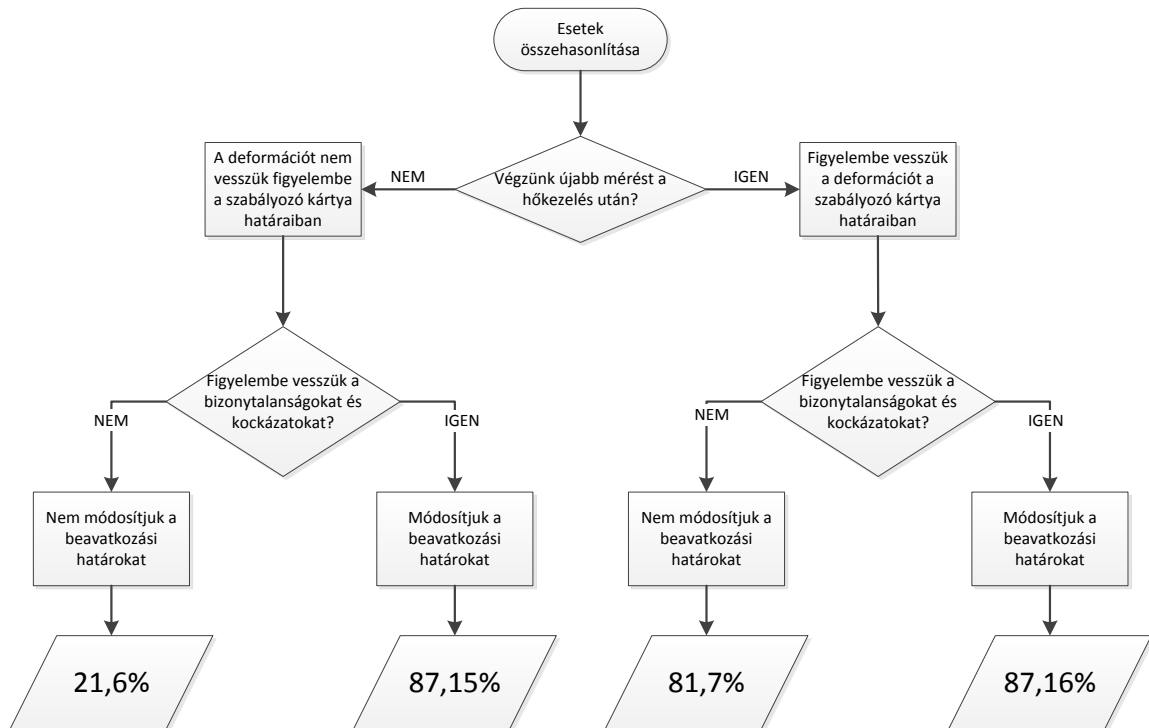 Esetek
összehasonlítása
A deformációt nem
vesszük figyelembe
a szabályozó kártya
határaiban
NEM
Végzünk újabb mérést a
hőkezelés után?
IGEN
Figyelembe vesszük
a deformációt a
szabályozó kártya
határaiban
Figyelembe vesszük a
bizonytalanságokat és
kockázatokat?
NEM
IGEN
Figyelembe vesszük a
bizonytalanságokat és
kockázatokat?
NEM
IGEN
Nem módosítjuk a
beavatkozási
határokat
Módosítjuk a
beavatkozási
határokat
Nem módosítjuk a
beavatkozási
határokat
Módosítjuk a
beavatkozási
határokat
21,6%
87,15%
81,7%
87,16%